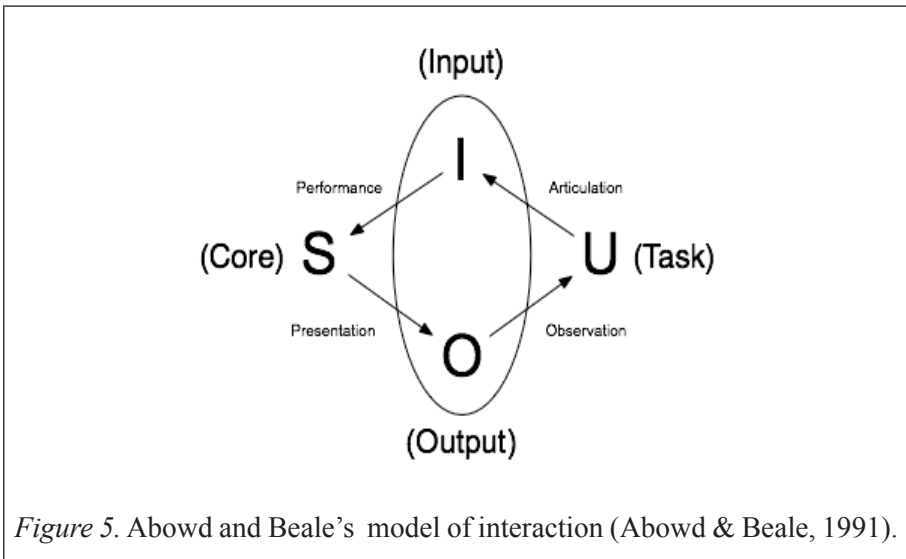 (Input)
I
Performance Articulation
(Core) S U (Task)
Presentation Observation
O
(Output)
Figure 5. Abowd and Beale's model of interaction (Abowd & Beale, 1991).